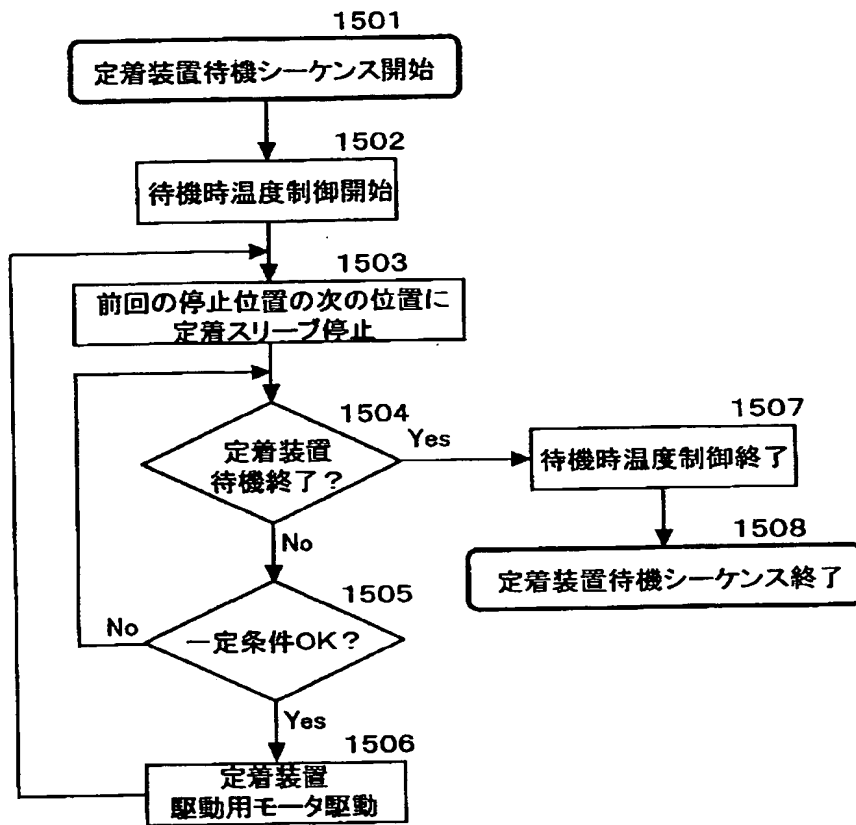 1501
定着装置待機シーケンス開始
1502
待機時温度制御開始
1503
前回の停止位置の次の位置に
定着スリーブ停止
1504
定着装置
待機終了？
Yes
No
1507
待機時温度制御終了
1508
定着装置待機シーケンス終了
1505
一定条件OK？
No
Yes
1506
定着装置
駆動用モータ駆動